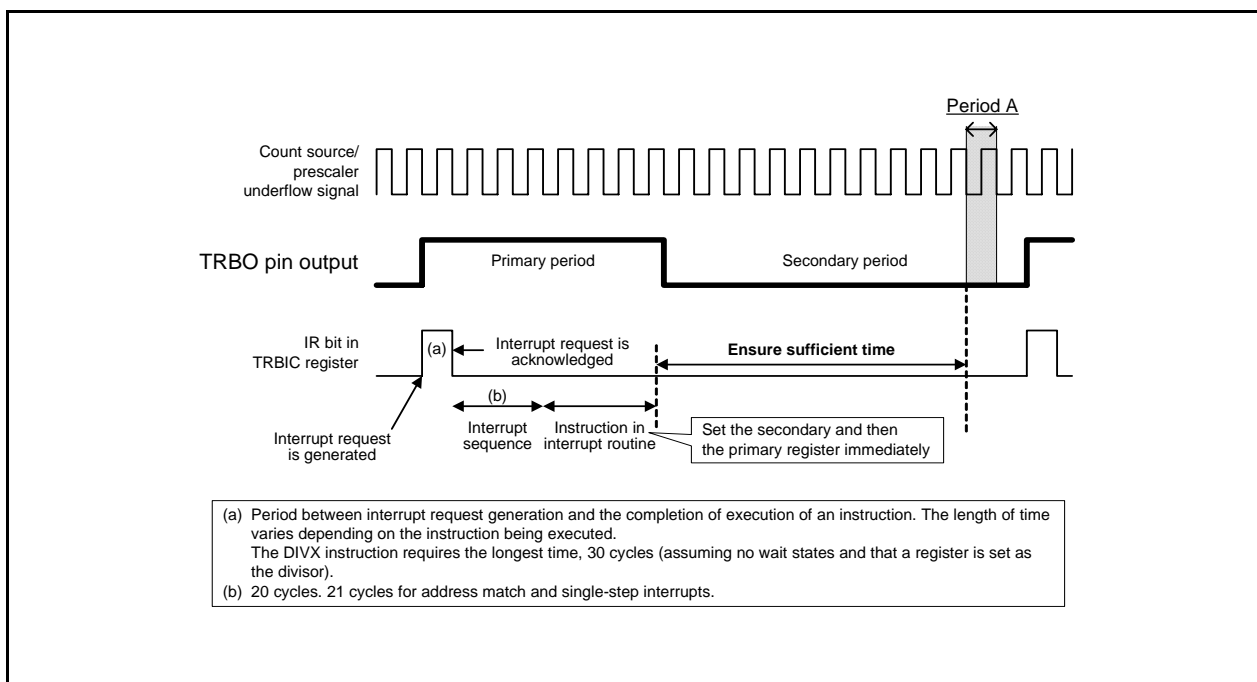 Period A
Count source/
prescaler
underflow signal
TRBO pin output
Primary period
Secondary period
IR bit in
TRBIC register
(a)
Interrupt request is
acknowledged
Ensure sufficient time
(b)
Interrupt request
is generated
Interrupt
sequence
Instruction in
interrupt routine
Set the secondary and then
the primary register immediately
(a) Period between interrupt request generation and the completion of execution of an instruction. The length of time
varies depending on the instruction being executed.
The DIVX instruction requires the longest time, 30 cycles (assuming no wait states and that a register is set as
the divisor).
(b) 20 cycles. 21 cycles for address match and single-step interrupts.